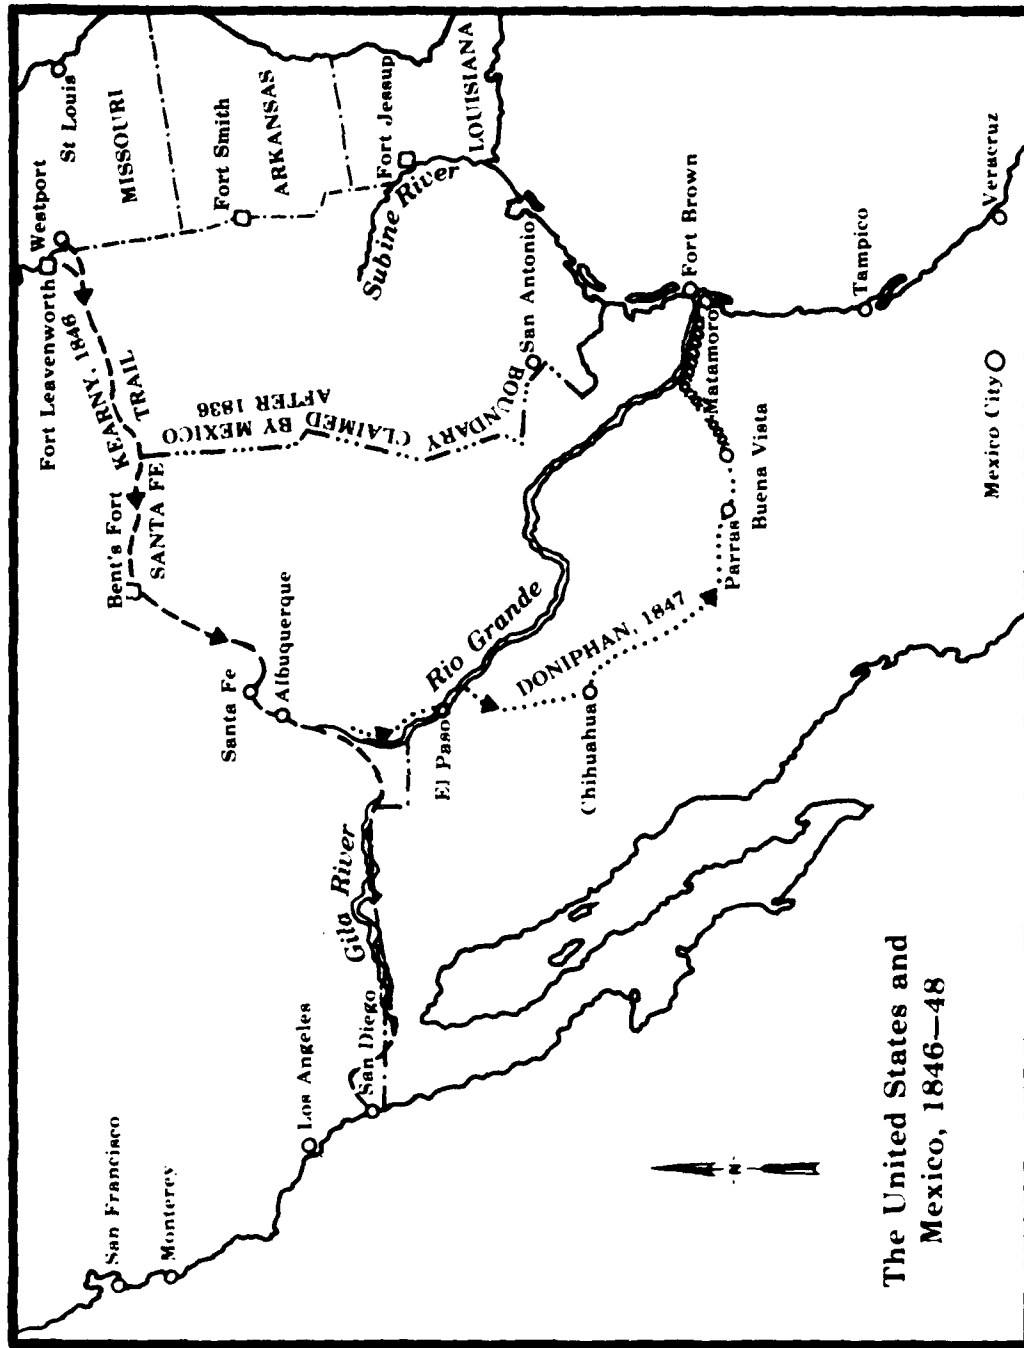 San Francisco
Monterey
Los Angeles
San Diego
Gila River
Santa Fe
Albuquerque
El Paso
Rio Grande
Chihuahua
DONIPHAN, 1847
Bent's Fort
SANTA FE
TRAIL
KEARNY, 1846
Fort Leavenworth
Westport
St Louis
MISSOURI
Fort Smith
ARKANSAS
Fort Jessup
LOUISIANA
Subine River
BOUNDARY CLAIMED BY MEXICO
AFTER 1836
San Antonio
Fort Brown
Matamoro
Parras
Buena Vista
Tampico
Veracruz
Mexico City
N
The United States and
Mexico, 1846–48